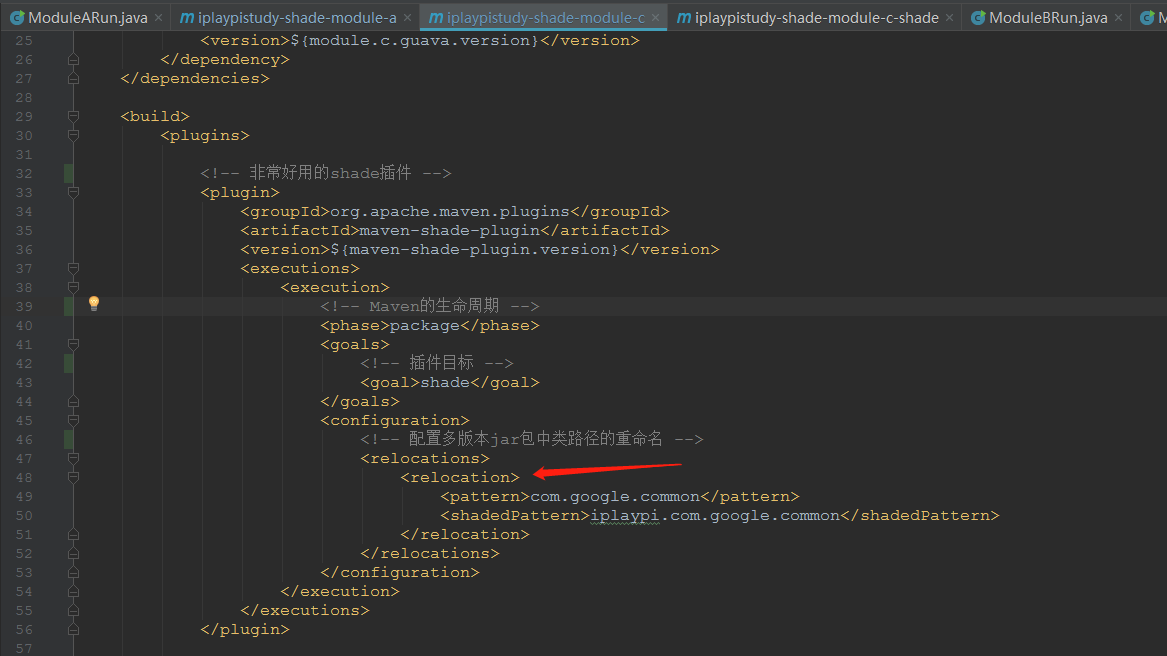 ModuleARun.java × iplaypistudy-shade-module-a × iplaypistudy-shade-module-c × iplaypistudy-shade-module-c-shade × ModuleBRun.java × M
25 <version>${module.c.guava.version}</version>
26 </dependency>
27 </dependencies>
28
29 <build>
30 <plugins>
31
32 <!-- 非常好用的shade插件 -->
33 <plugin>
34 <groupId>org.apache.maven.plugins</groupId>
35 <artifactId>maven-shade-plugin</artifactId>
36 <version>${maven-shade-plugin.version}</version>
37 <executions>
38 <execution>
39 <!-- Maven的生命周期 -->
40 <phase>package</phase>
41 <goals>
42 <!-- 插件目标 -->
43 <goal>shade</goal>
44 </goals>
45 <configuration>
46 <!-- 配置多版本jar包中类路径的重命名 -->
47 <relocations>
48 <relocation>
49 <pattern>com.google.common</pattern>
50 <shadedPattern>iplaypi.com.google.common</shadedPattern>
51 </relocation>
52 </relocations>
53 </configuration>
54 </execution>
55 </executions>
56 </plugin>
57